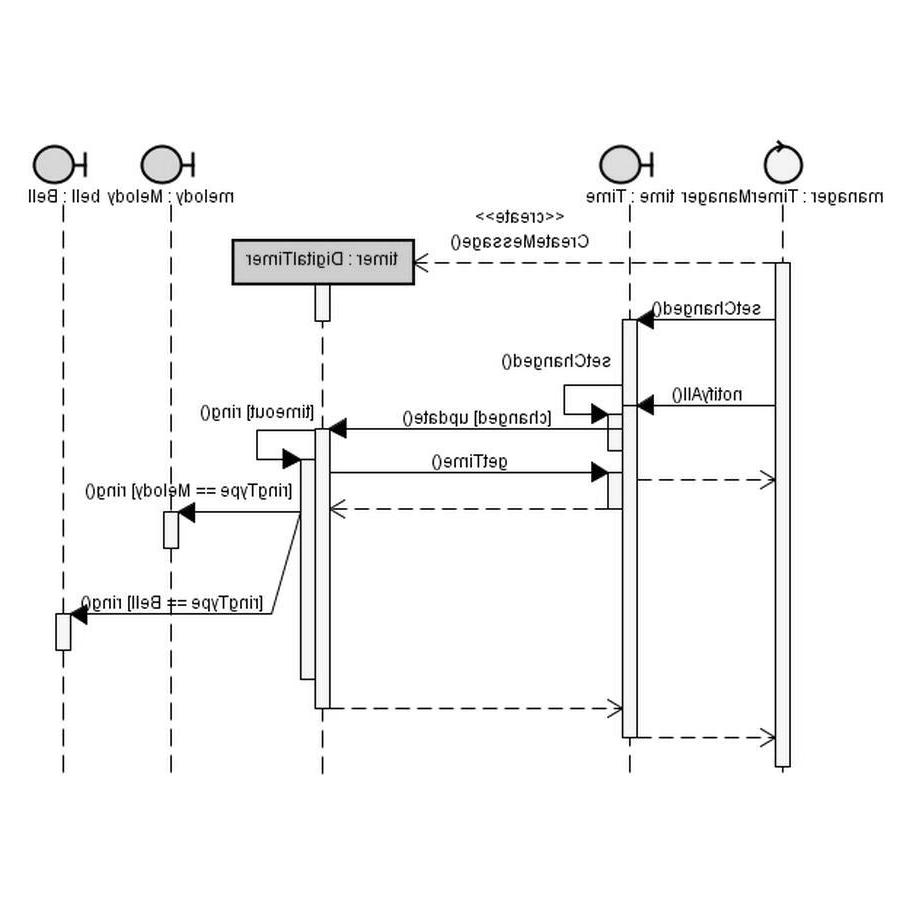 manager : TimerManager
time : Time
melody : Melody
bell : Bell
<<create>>
CreateMessage()
timer : DigitalTimer
setChanged()
setChanged()
notifyAll()
[changed] update()
[timeout] ring()
getTime()
[ringType == Melody] ring()
[ringType == Bell] ring()